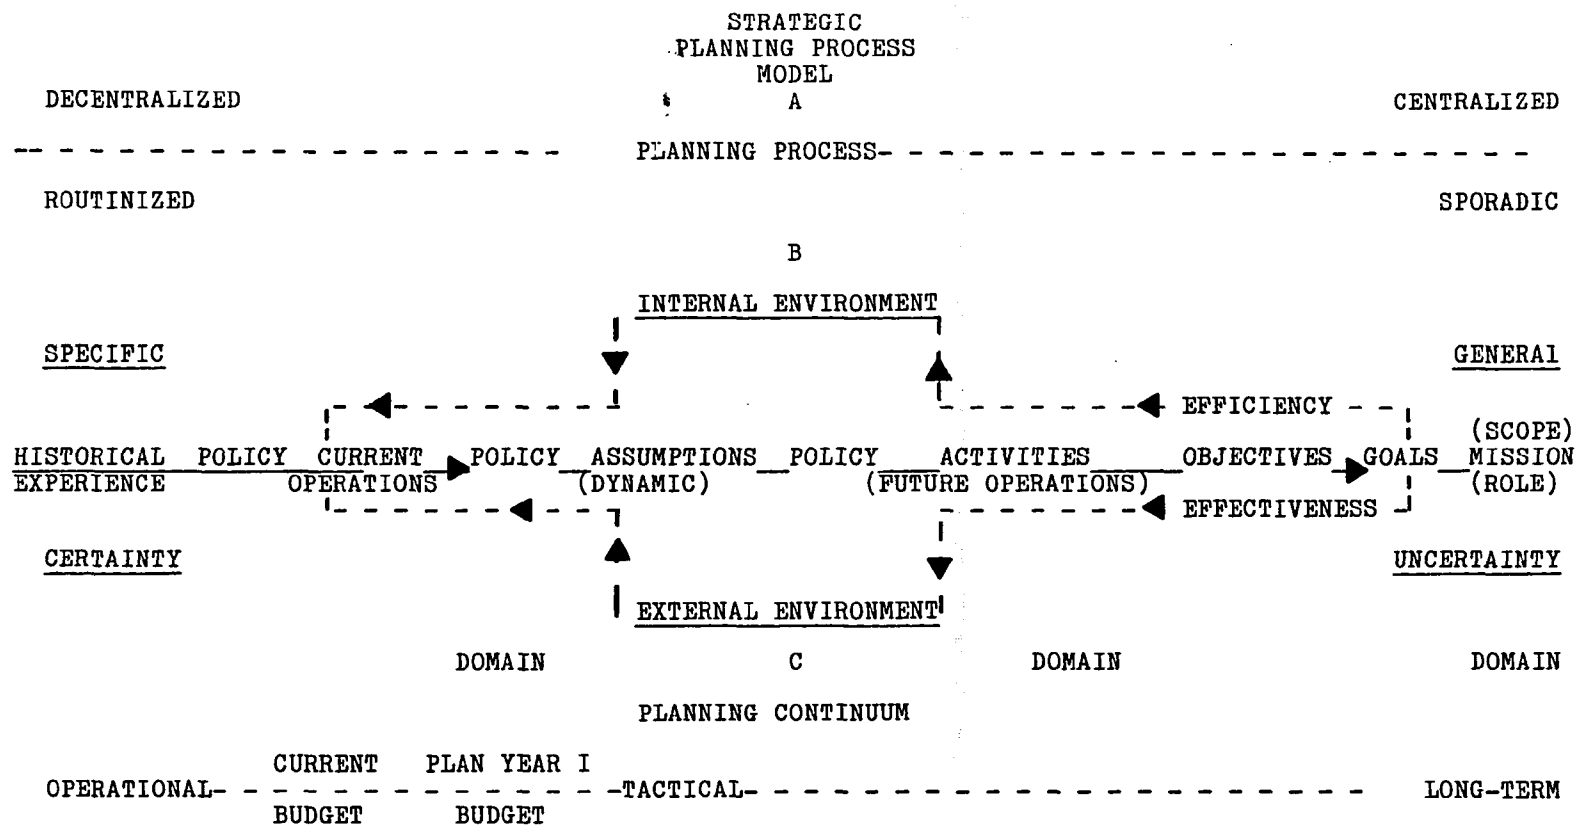 STRATEGIC
PLANNING PROCESS
MODEL
DECENTRALIZED A CENTRALIZED
PLANNING PROCESS
ROUTINIZED SPORADIC
B
INTERNAL ENVIRONMENT
SPECIFIC GENERAl
EFFICIENCY
(SCOPE)
HISTORICAL POLICY CURRENT POLICY ASSUMPTIONS POLICY ACTIVITIES OBJECTIVES GOALS MISSION
EXPERIENCE OPERATIONS (DYNAMIC) (FUTURE OPERATIONS) (ROLE)
EFFECTIVENESS
CERTAINTY UNCERTAINTY
EXTERNAL ENVIRONMENT
DOMAIN C DOMAIN DOMAIN
PLANNING CONTINUUM
CURRENT PLAN YEAR I
OPERATIONAL TACTICAL LONG-TERM
BUDGET BUDGET